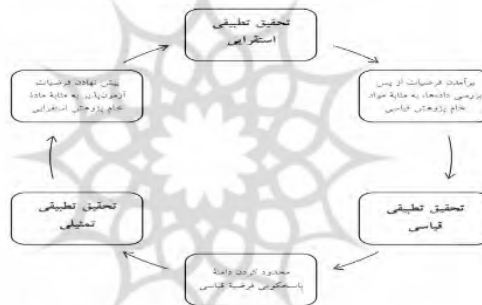 تحقیق تطبیقی
استقرایی
برآمدن فرضیات از پس
بررسی داده‌ها، به مثابهٔ مواد
خام پژوهش قیاسی
تحقیق تطبیقی
قیاسی
محدود کردن دامنهٔ
پاسخگویی فرضیهٔ قیاسی
تحقیق تطبیقی
تمثیلی
پیش نهادن فرضیات
آزمون‌پذیر به مثابهٔ مادهٔ
خام پژوهش استقرایی